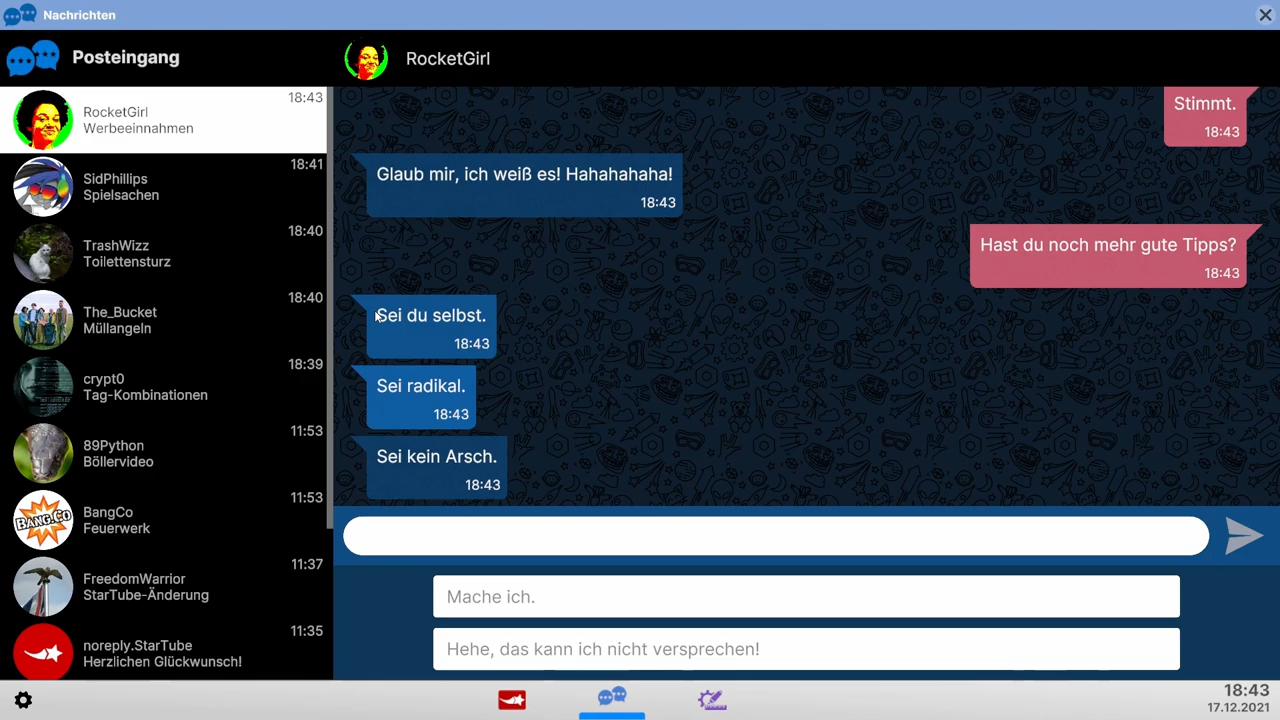 Nachrichten
Posteingang
RocketGirl
RocketGirl
Werbeeinnahmen
18:43
SidPhillips
Spielsachen
18:41
TrashWizz
Toilettensturz
18:40
The_Bucket
Müllangeln
18:40
crypt0
Tag-Kombinationen
18:39
89Python
Böllervideo
11:53
BANG.CO
BangCo
Feuerwerk
11:53
FreedomWarrior
StarTube-Änderung
11:37
noreply.StarTube
Herzlichen Glückwunsch!
11:35
Stimmt.
18:43
Glaub mir, ich weiß es! Hahahahaha!
18:43
Hast du noch mehr gute Tipps?
18:43
Sei du selbst.
18:43
Sei radikal.
18:43
Sei kein Arsch.
18:43
Mache ich.
Hehe, das kann ich nicht versprechen!
18:43
17.12.2021